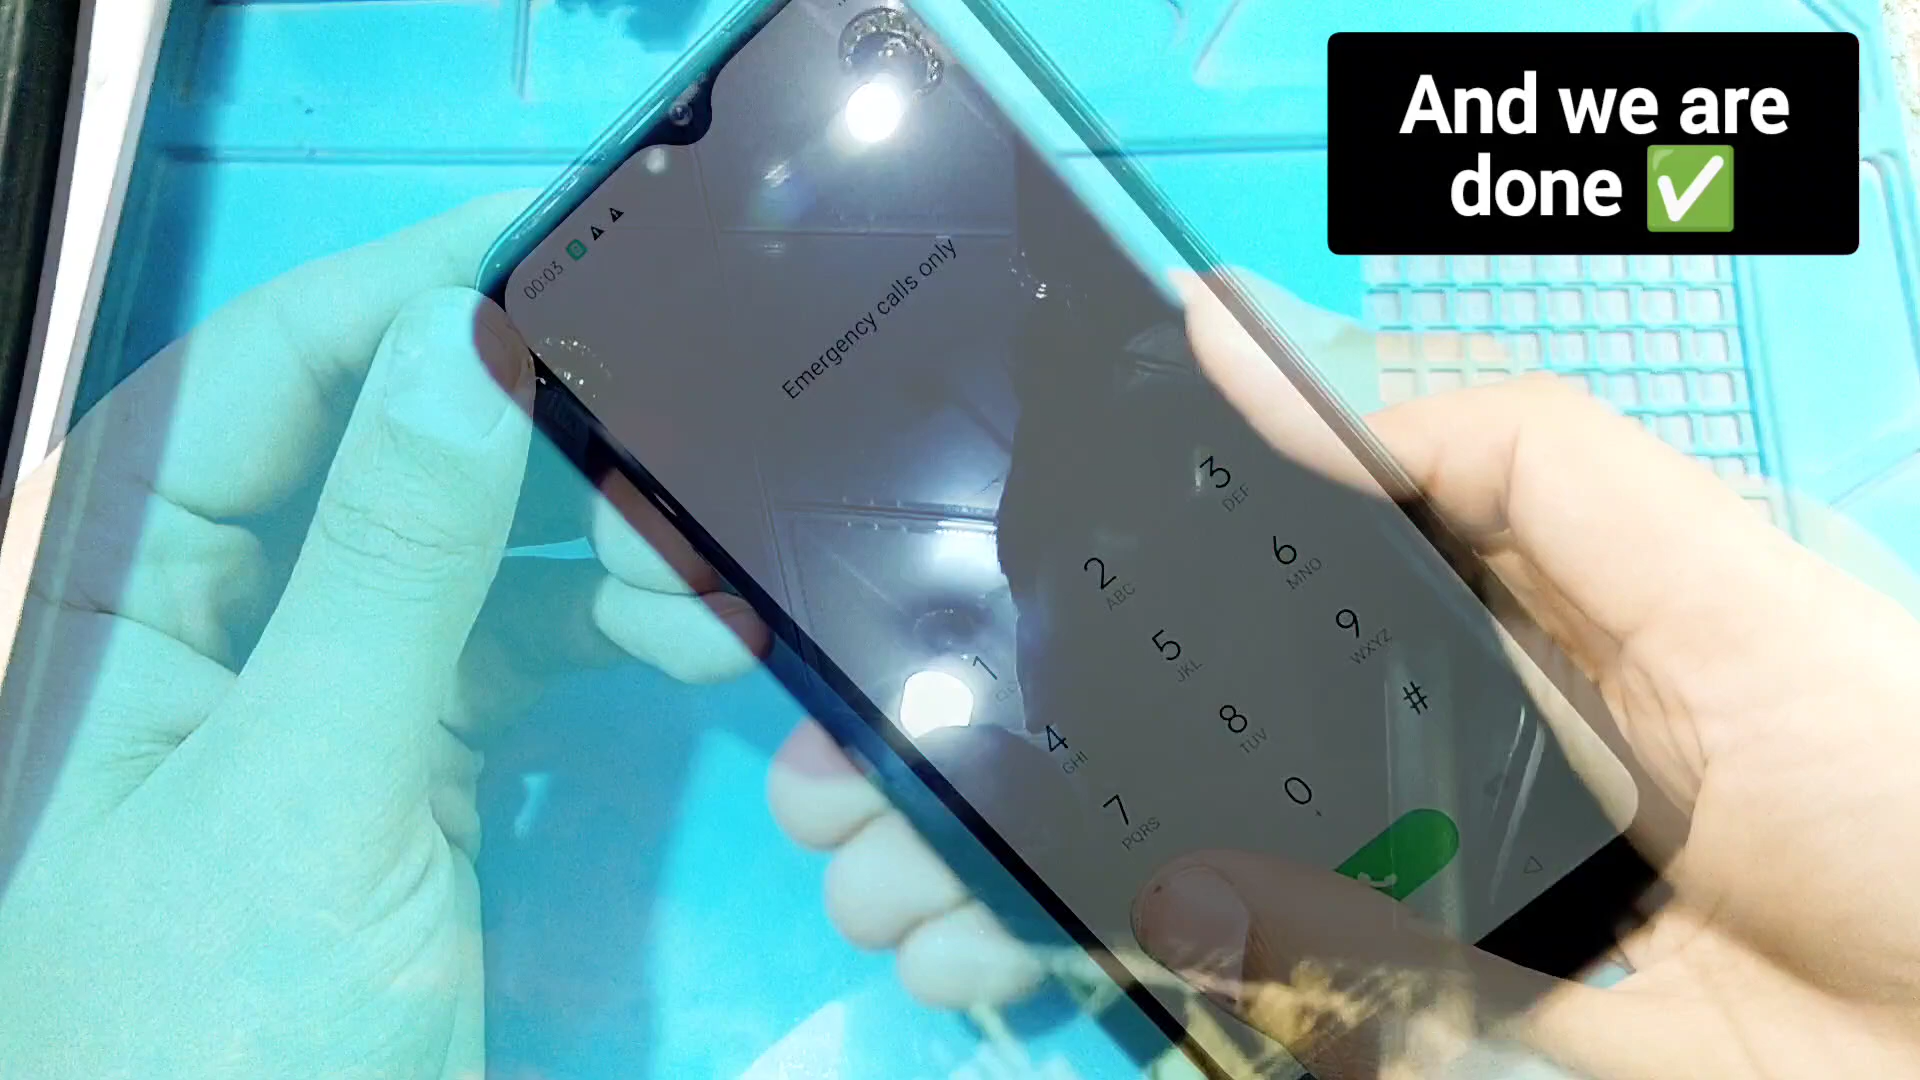 And we are
done ✅
00:03
Emergency calls only
1
2
ABC
3
DEF
4
GHI
5
JKL
6
MNO
7
PQRS
8
TUV
9
WXYZ
0
+
#